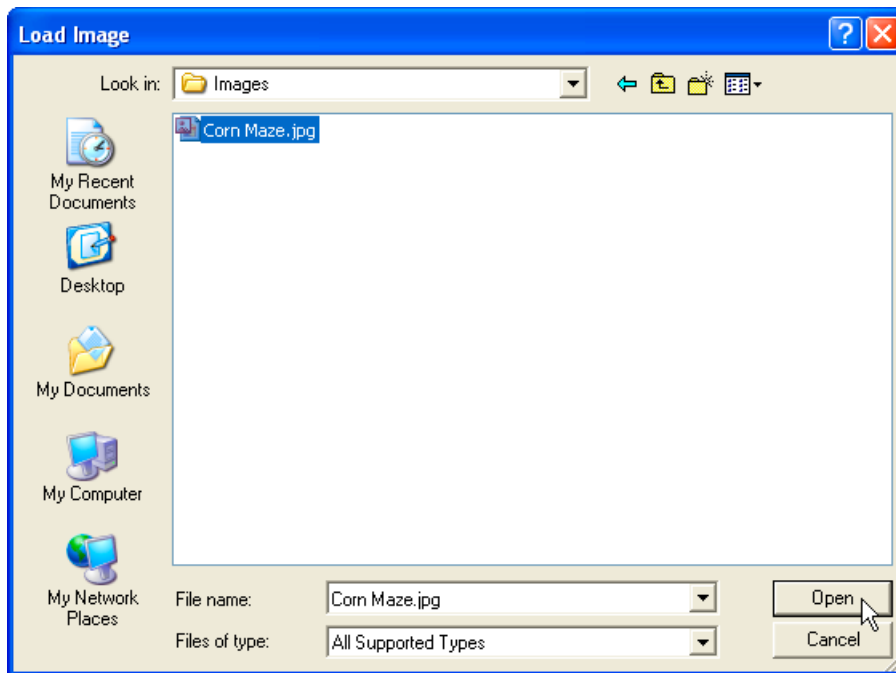 Load Image
Look in:
Images
Corn Maze.jpg
My Recent
Documents
Desktop
My Documents
My Computer
My Network
Places
File name:
Corn Maze.jpg
Open
Files of type:
All Supported Types
Cancel